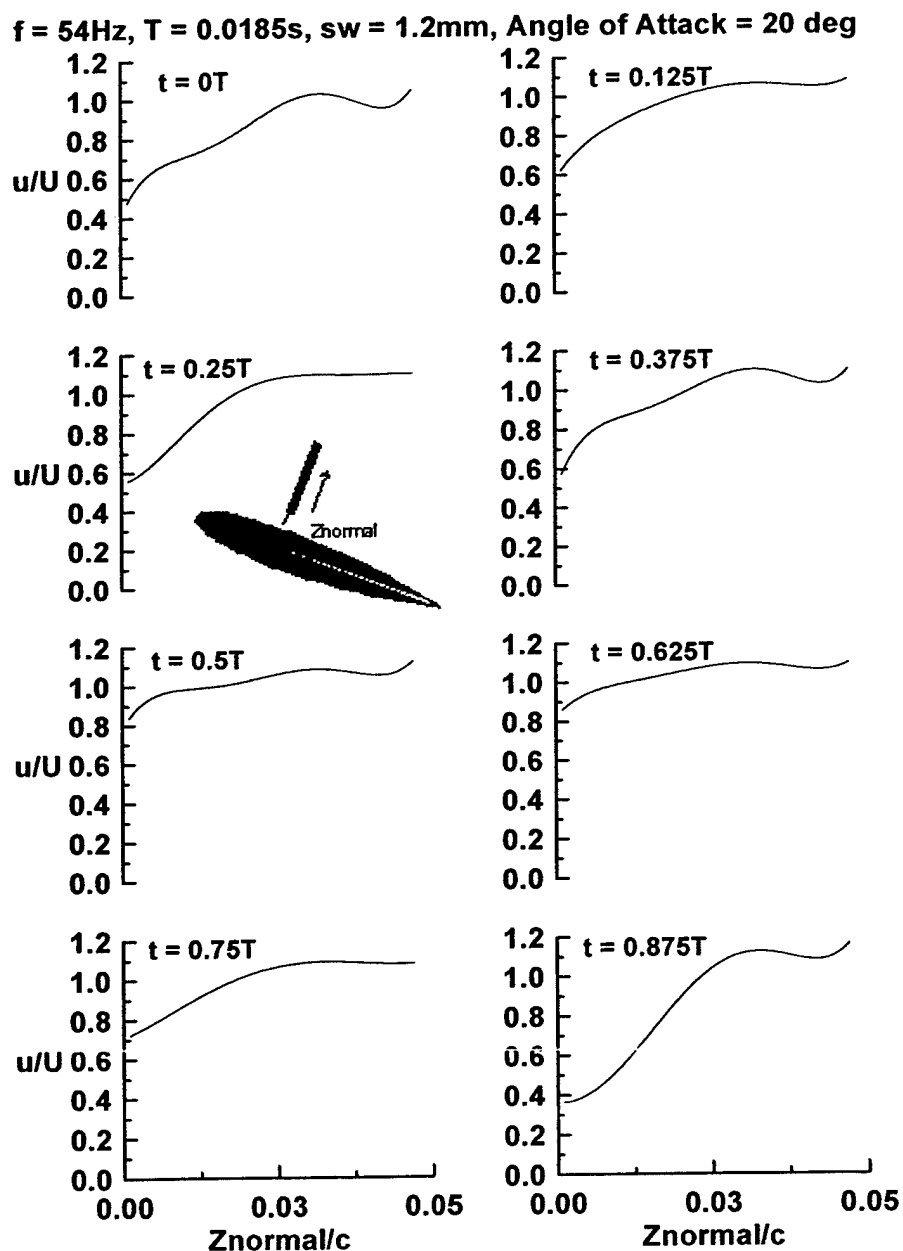 f = 54Hz, T = 0.0185s, sw = 1.2mm, Angle of Attack = 20 deg
t = 0T
1.2
1.0
0.8
u/U 0.6
0.4
0.2
0.0
t = 0.125T
1.2
1.0
0.8
0.6
0.4
0.2
0.0
t = 0.25T
1.2
1.0
0.8
u/U 0.6
0.4
0.2
0.0
Znormal
t = 0.375T
1.2
1.0
0.8
0.6
0.4
0.2
0.0
t = 0.5T
1.2
1.0
0.8
u/U 0.6
0.4
0.2
0.0
t = 0.625T
1.2
1.0
0.8
0.6
0.4
0.2
0.0
t = 0.75T
1.2
1.0
0.8
u/U 0.6
0.4
0.2
0.0
0.00 0.03 0.05
Znormal/c
t = 0.875T
1.2
1.0
0.8
0.6
0.4
0.2
0.0
0.00 0.03 0.05
Znormal/c